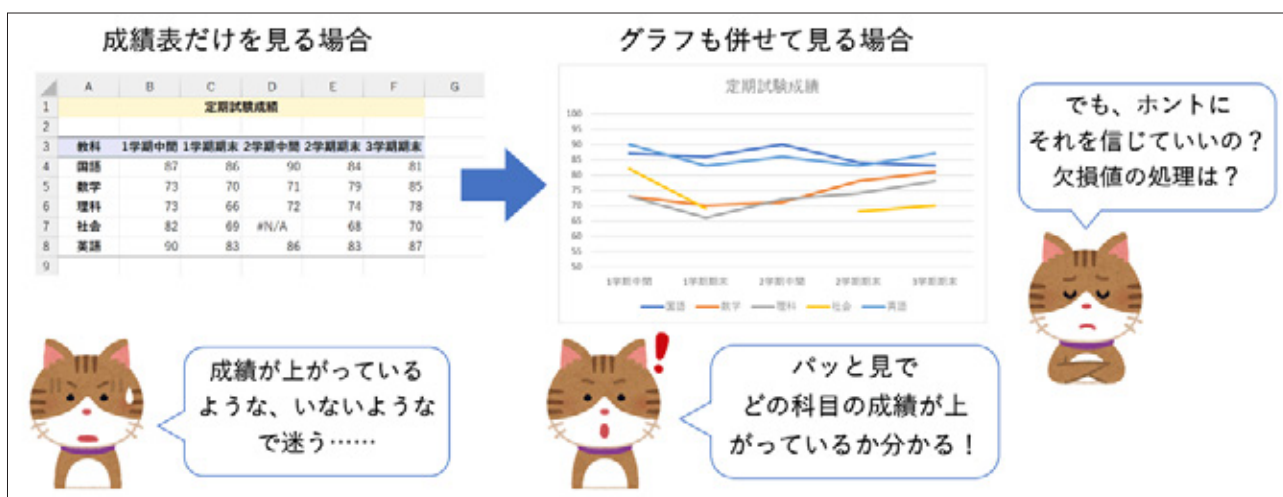 成績表だけを見る場合
A B C D E F G
1 定期試験成績
2
3 教科 1学期中間 1学期期末 2学期中間 2学期期末 3学期期末
4 国語 87 86 90 84 81
5 数学 73 70 71 79 85
6 理科 73 66 72 74 78
7 社会 82 69 #N/A 68 70
8 英語 90 83 86 83 87
9
成績が上がっている
ような、いないような
で迷う……
グラフも併せて見る場合
定期試験成績
100
95
90
85
80
75
70
65
60
55
50
1学期中間 1学期期末 2学期中間 2学期期末 3学期期末
国語 数学 理科 社会 英語
パッと見で
どの科目の成績が上
がっているか分かる！
でも、ホントに
それを信じていいの？
欠損値の処理は？